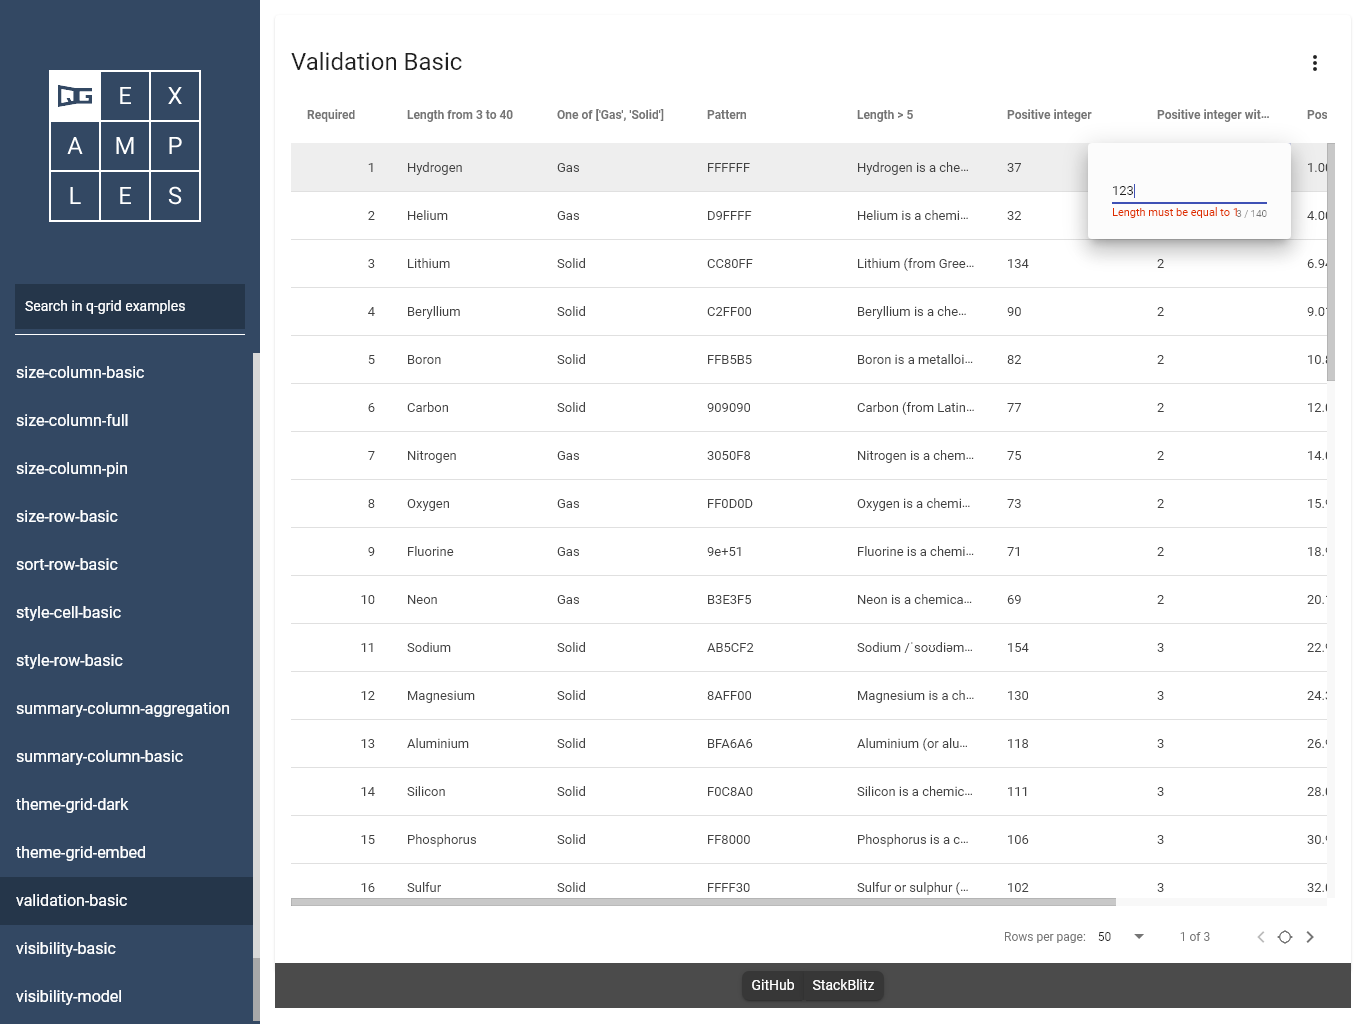 QG E X
A M P
L E S
Search in q-grid examples
size-column-basic
size-column-full
size-column-pin
size-row-basic
sort-row-basic
style-cell-basic
style-row-basic
summary-column-aggregation
summary-column-basic
theme-grid-dark
theme-grid-embed
validation-basic
visibility-basic
visibility-model
Validation Basic
Required Length from 3 to 40 One of ['Gas', 'Solid'] Pattern Length > 5 Positive integer Positive integer wit... Pos
1 Hydrogen Gas FFFFFF Hydrogen is a che... 37 1.00
123
Length must be equal to 1 3 / 140
2 Helium Gas D9FFFF Helium is a chemi... 32 4.00
3 Lithium Solid CC80FF Lithium (from Gree... 134 2 6.94
4 Beryllium Solid C2FF00 Beryllium is a che... 90 2 9.01
5 Boron Solid FFB5B5 Boron is a metalloi... 82 2 10.8
6 Carbon Solid 909090 Carbon (from Latin... 77 2 12.0
7 Nitrogen Gas 3050F8 Nitrogen is a chem... 75 2 14.0
8 Oxygen Gas FF0D0D Oxygen is a chemi... 73 2 15.9
9 Fluorine Gas 9e+51 Fluorine is a chemi... 71 2 18.9
10 Neon Gas B3E3F5 Neon is a chemica... 69 2 20.1
11 Sodium Solid AB5CF2 Sodium /ˈsoʊdiəm... 154 3 22.9
12 Magnesium Solid 8AFF00 Magnesium is a ch... 130 3 24.3
13 Aluminium Solid BFA6A6 Aluminium (or alu... 118 3 26.9
14 Silicon Solid F0C8A0 Silicon is a chemic... 111 3 28.0
15 Phosphorus Solid FF8000 Phosphorus is a c... 106 3 30.9
16 Sulfur Solid FFFF30 Sulfur or sulphur (... 102 3 32.0
Rows per page: 50 1 of 3
GitHub StackBlitz